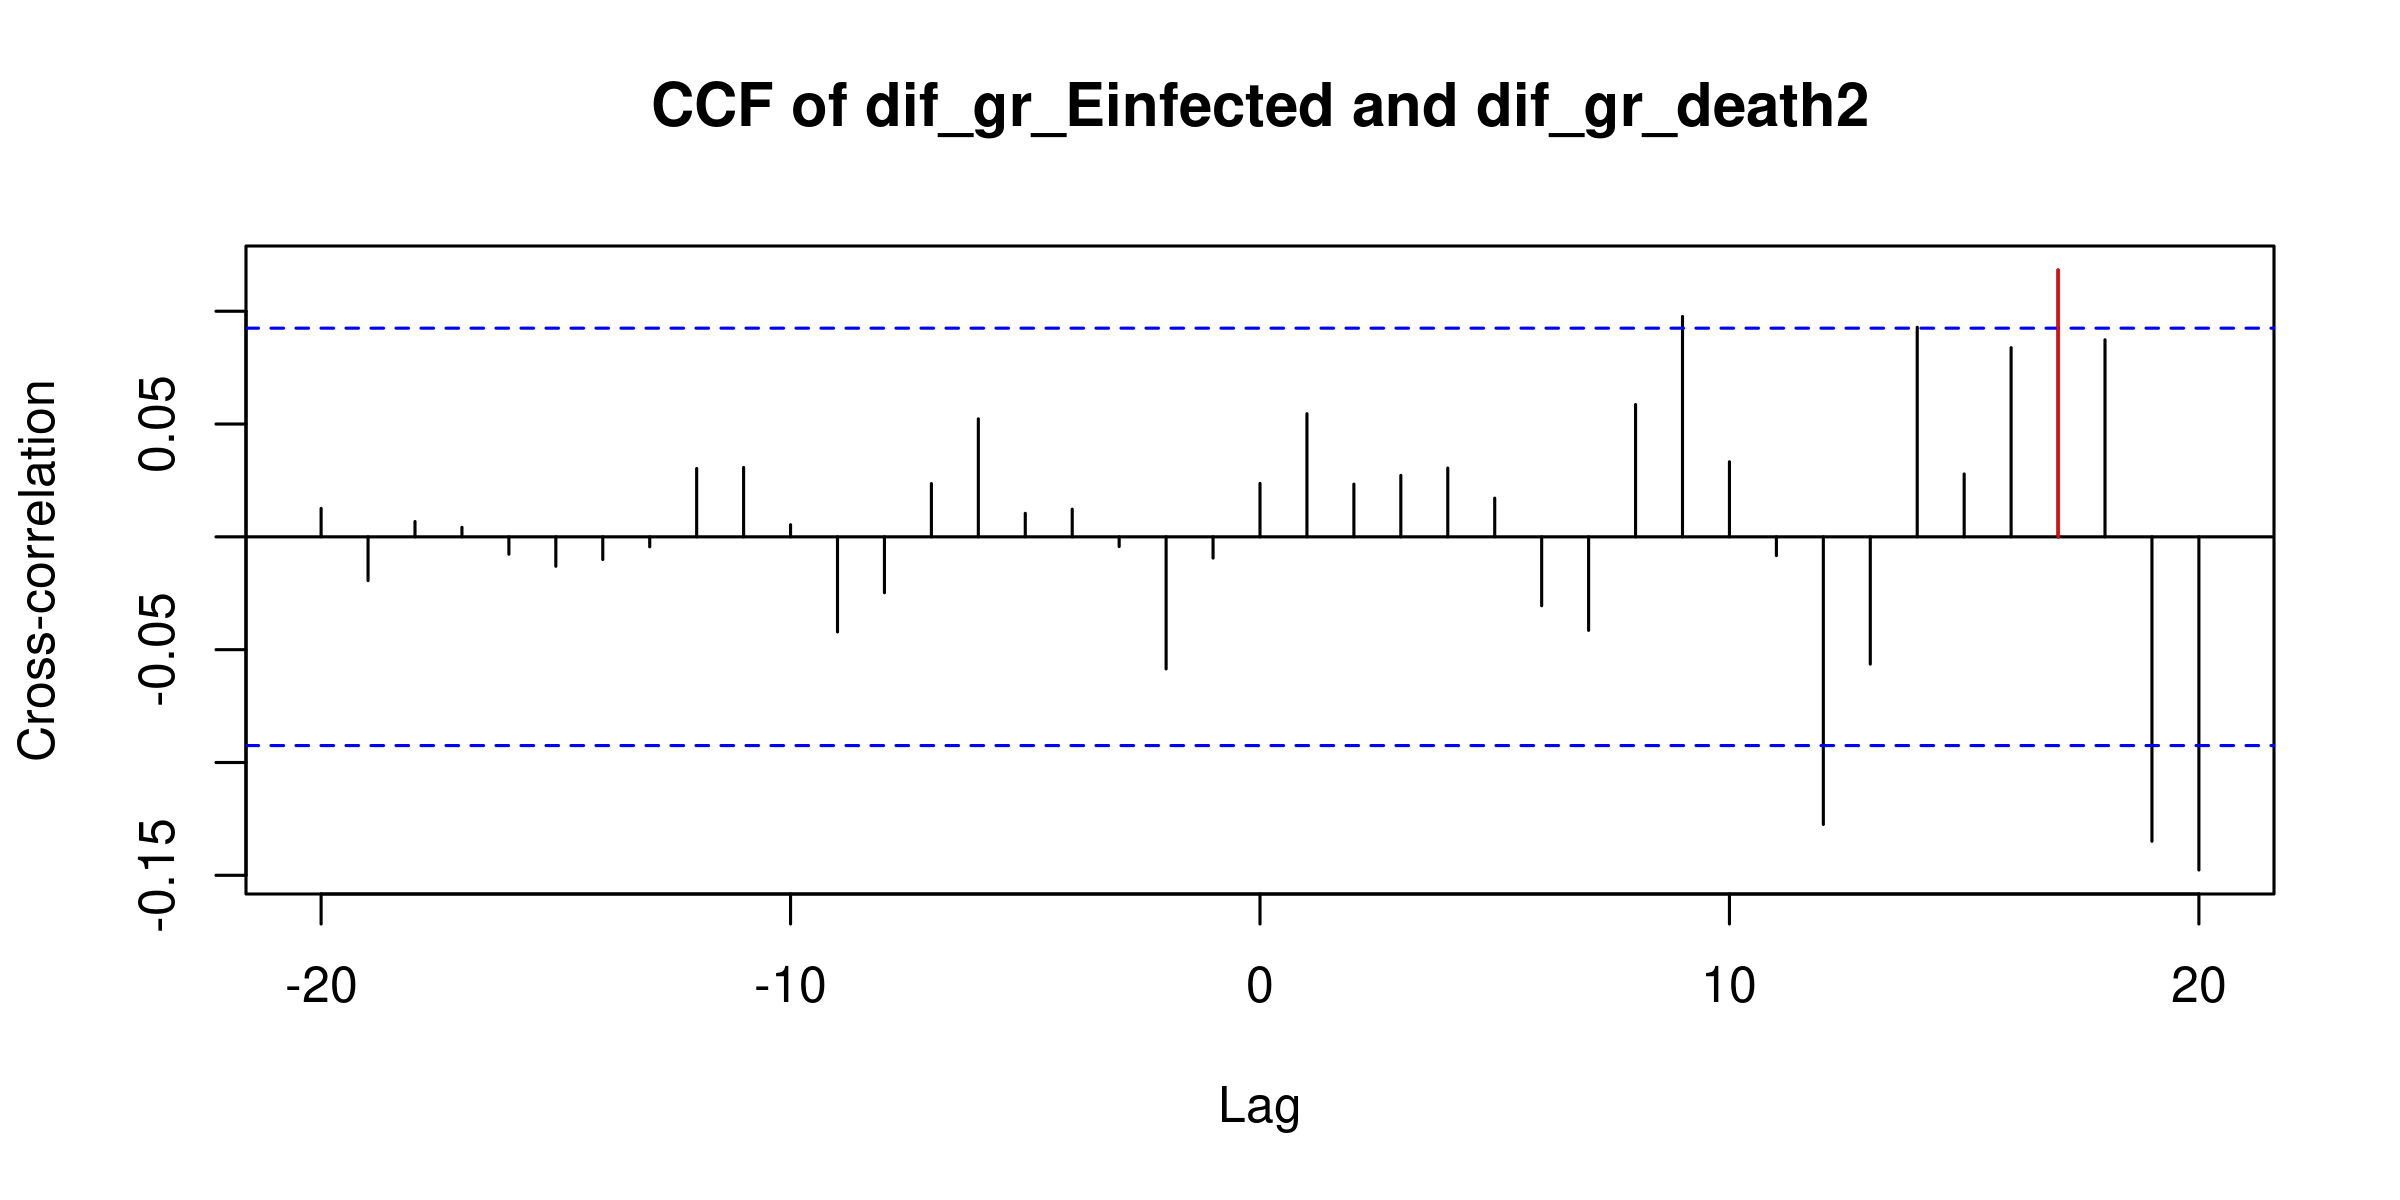 CCF of dif_gr_Einfected and dif_gr_death2
Cross-correlation
0.05
-0.05
-0.15
-20 -10 0 10 20
Lag